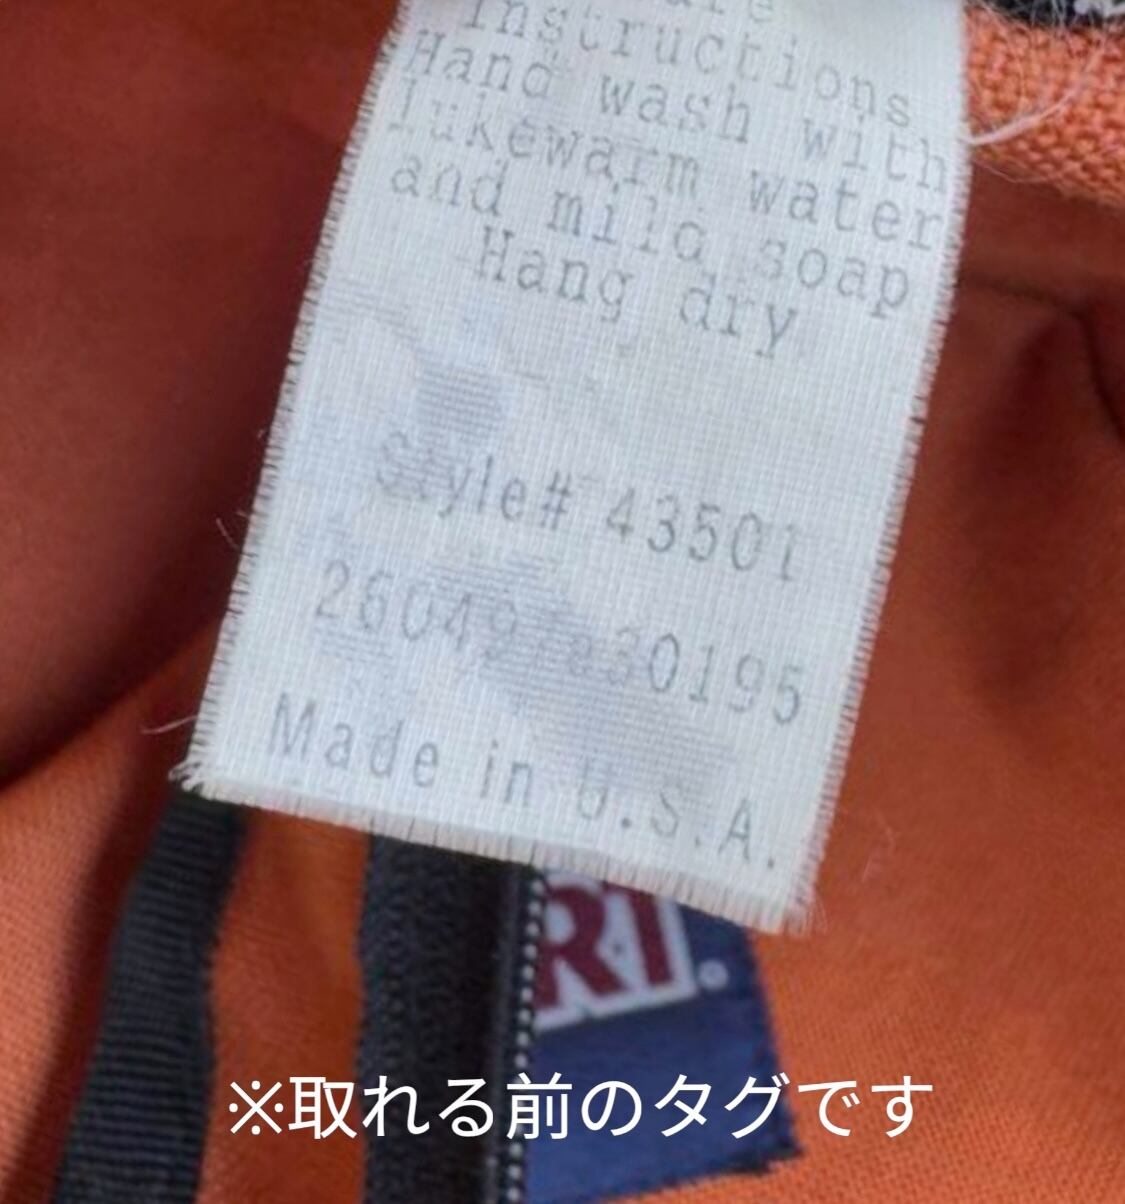 Instructions
Hand wash with
lukewarm water
and mild soap
Hang dry
Style# 43501
Made in U.S.A.
RT.
※取れる前のタグです